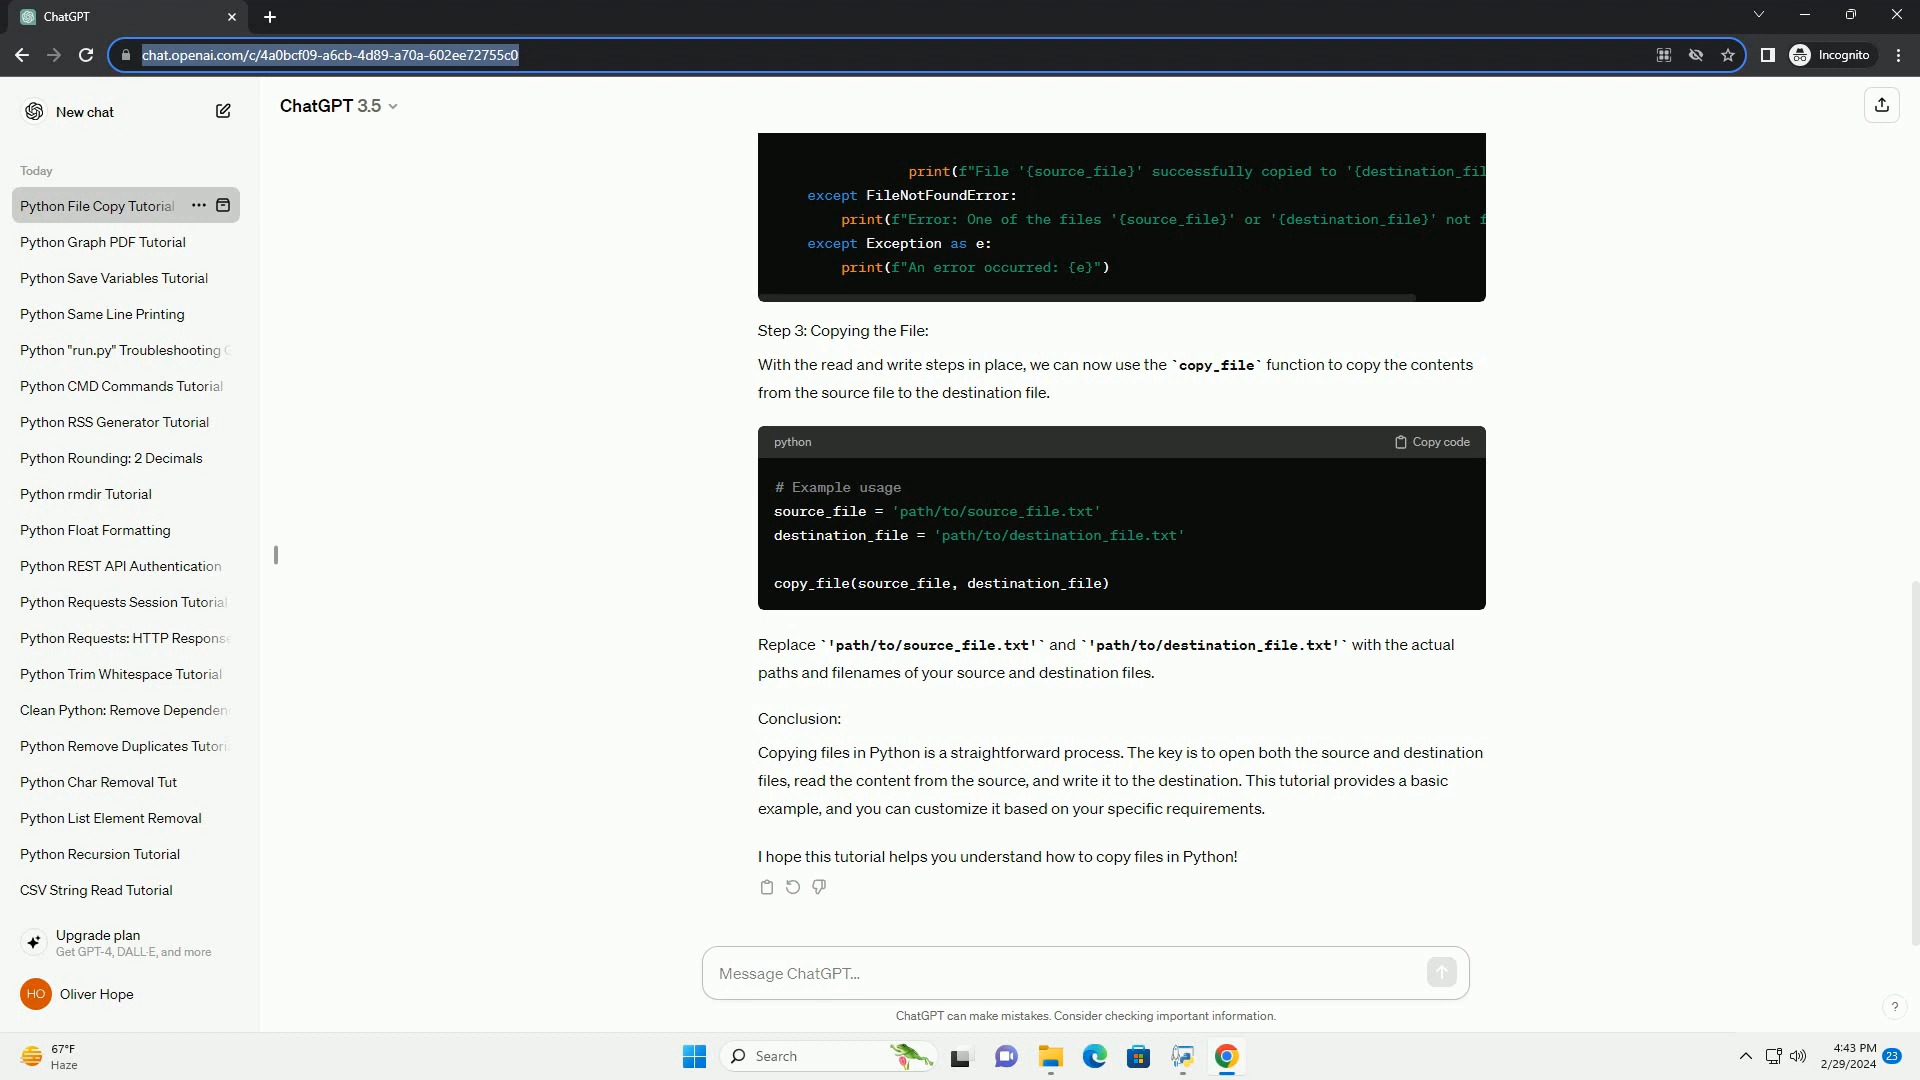 ChatGPT
chat.openai.com/c/4a0bcf09-a6cb-4d89-a70a-602ee72755c0
Incognito
New chat
Today
Python File Copy Tutorial
Python Graph PDF Tutorial
Python Save Variables Tutorial
Python Same Line Printing
Python "run.py" Troubleshooting
Python CMD Commands Tutorial
Python RSS Generator Tutorial
Python Rounding: 2 Decimals
Python rmdir Tutorial
Python Float Formatting
Python REST API Authentication
Python Requests Session Tutorial
Python Requests: HTTP Response
Python Trim Whitespace Tutorial
Clean Python: Remove Dependen
Python Remove Duplicates Tutori
Python Char Removal Tut
Python List Element Removal
Python Recursion Tutorial
CSV String Read Tutorial
Upgrade plan
Get GPT-4, DALL·E, and more
HO Oliver Hope
ChatGPT 3.5
print(f"File '{source_file}' successfully copied to '{destination_fil
except FileNotFoundError:
print(f"Error: One of the files '{source_file}' or '{destination_file}' not f
except Exception as e:
print(f"An error occurred: {e}")
Step 3: Copying the File:
With the read and write steps in place, we can now use the `copy_file` function to copy the contents
from the source file to the destination file.
python
Copy code
# Example usage
source_file = 'path/to/source_file.txt'
destination_file = 'path/to/destination_file.txt'
copy_file(source_file, destination_file)
Replace `'path/to/source_file.txt'` and `'path/to/destination_file.txt'` with the actual
paths and filenames of your source and destination files.
Conclusion:
Copying files in Python is a straightforward process. The key is to open both the source and destination
files, read the content from the source, and write it to the destination. This tutorial provides a basic
example, and you can customize it based on your specific requirements.
I hope this tutorial helps you understand how to copy files in Python!
Message ChatGPT...
ChatGPT can make mistakes. Consider checking important information.
?
67°F
Haze
Search
4:43 PM
2/29/2024
23